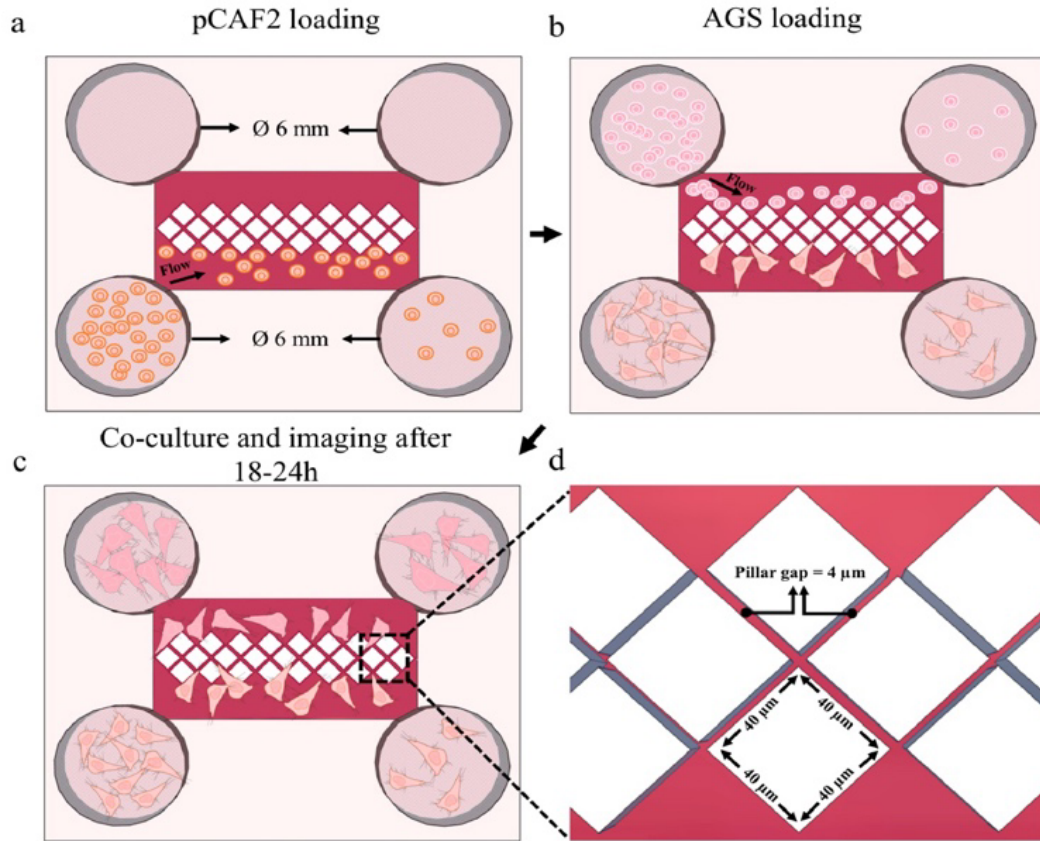 a
pCAF2 loading
Ø 6 mm
Flow
Ø 6 mm
b
AGS loading
Flow
c
Co-culture and imaging after
18-24h
d
Pillar gap = 4 µm
40 µm
40 µm
40 µm
40 µm